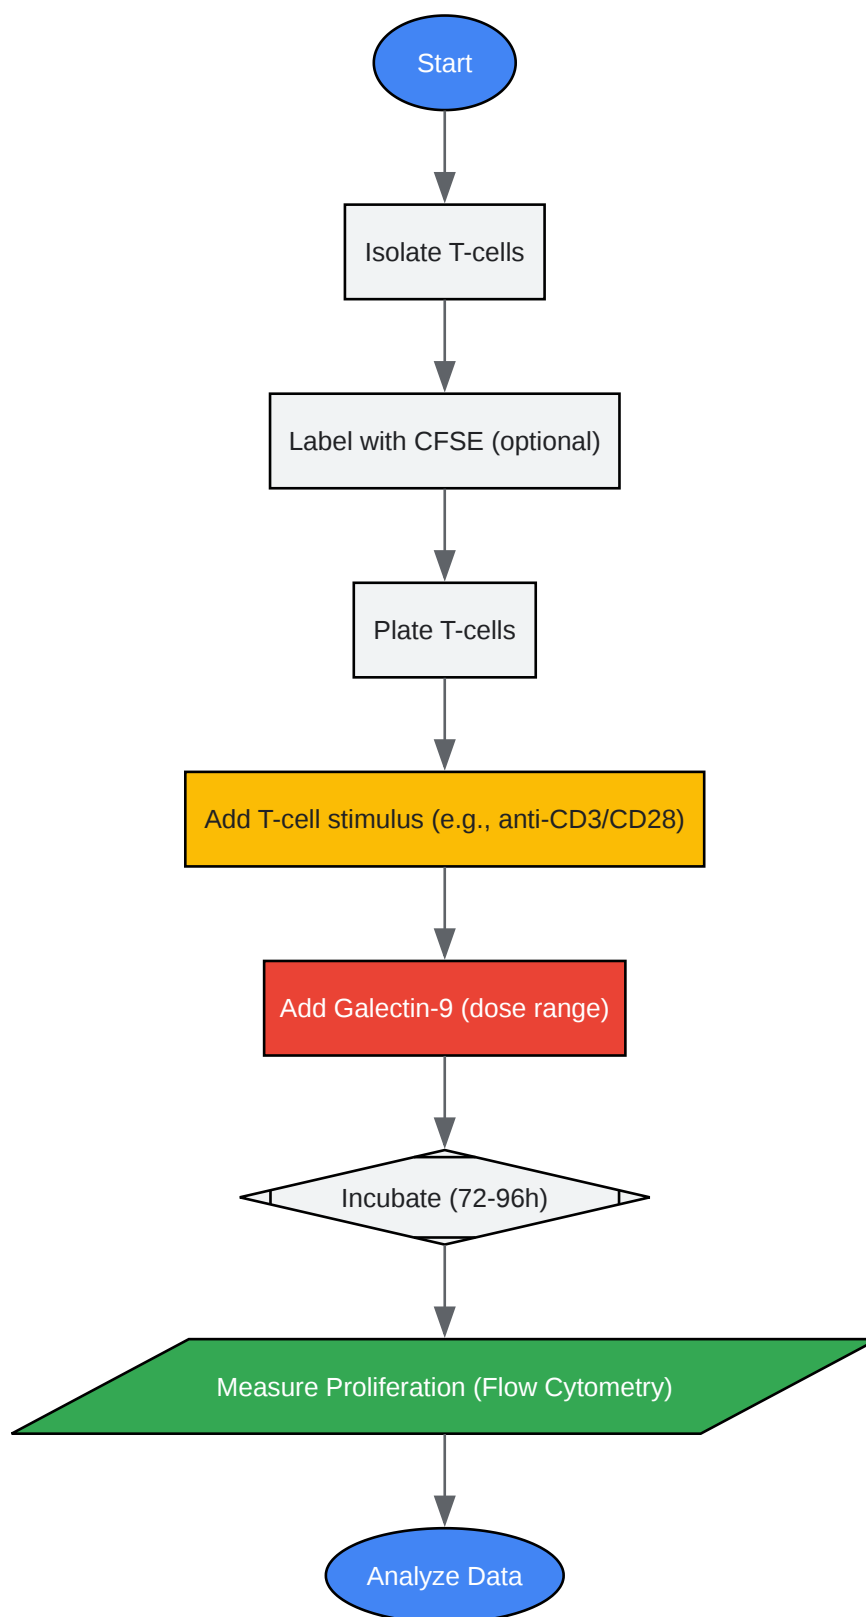 Start
Isolate T-cells
Label with CFSE (optional)
Plate T-cells
Add T-cell stimulus (e.g., anti-CD3/CD28)
Add Galectin-9 (dose range)
Incubate (72-96h)
Measure Proliferation (Flow Cytometry)
Analyze Data